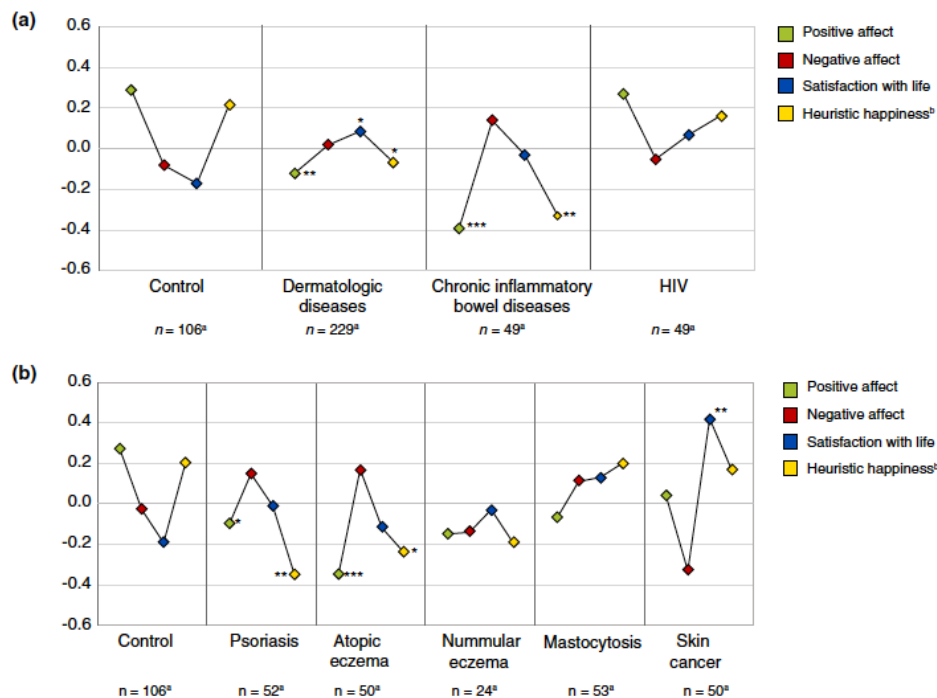 (a)
0.6
0.4
0.2
0.0
-0.2
-0.4
-0.6
**
*
*
***
**
Positive affect
Negative affect
Satisfaction with life
Heuristic happinessᵇ
Control
Dermatologic
diseases
Chronic inflammatory
bowel diseases
HIV
n = 106ᵃ
n = 229ᵃ
n = 49ᵃ
n = 49ᵃ
(b)
0.6
0.4
0.2
0.0
-0.2
-0.4
-0.6
*
**
***
*
**
Positive affect
Negative affect
Satisfaction with life
Heuristic happinessᵇ
Control
Psoriasis
Atopic
eczema
Nummular
eczema
Mastocytosis
Skin
cancer
n = 106ᵃ
n = 52ᵃ
n = 50ᵃ
n = 24ᵃ
n = 53ᵃ
n = 50ᵃ